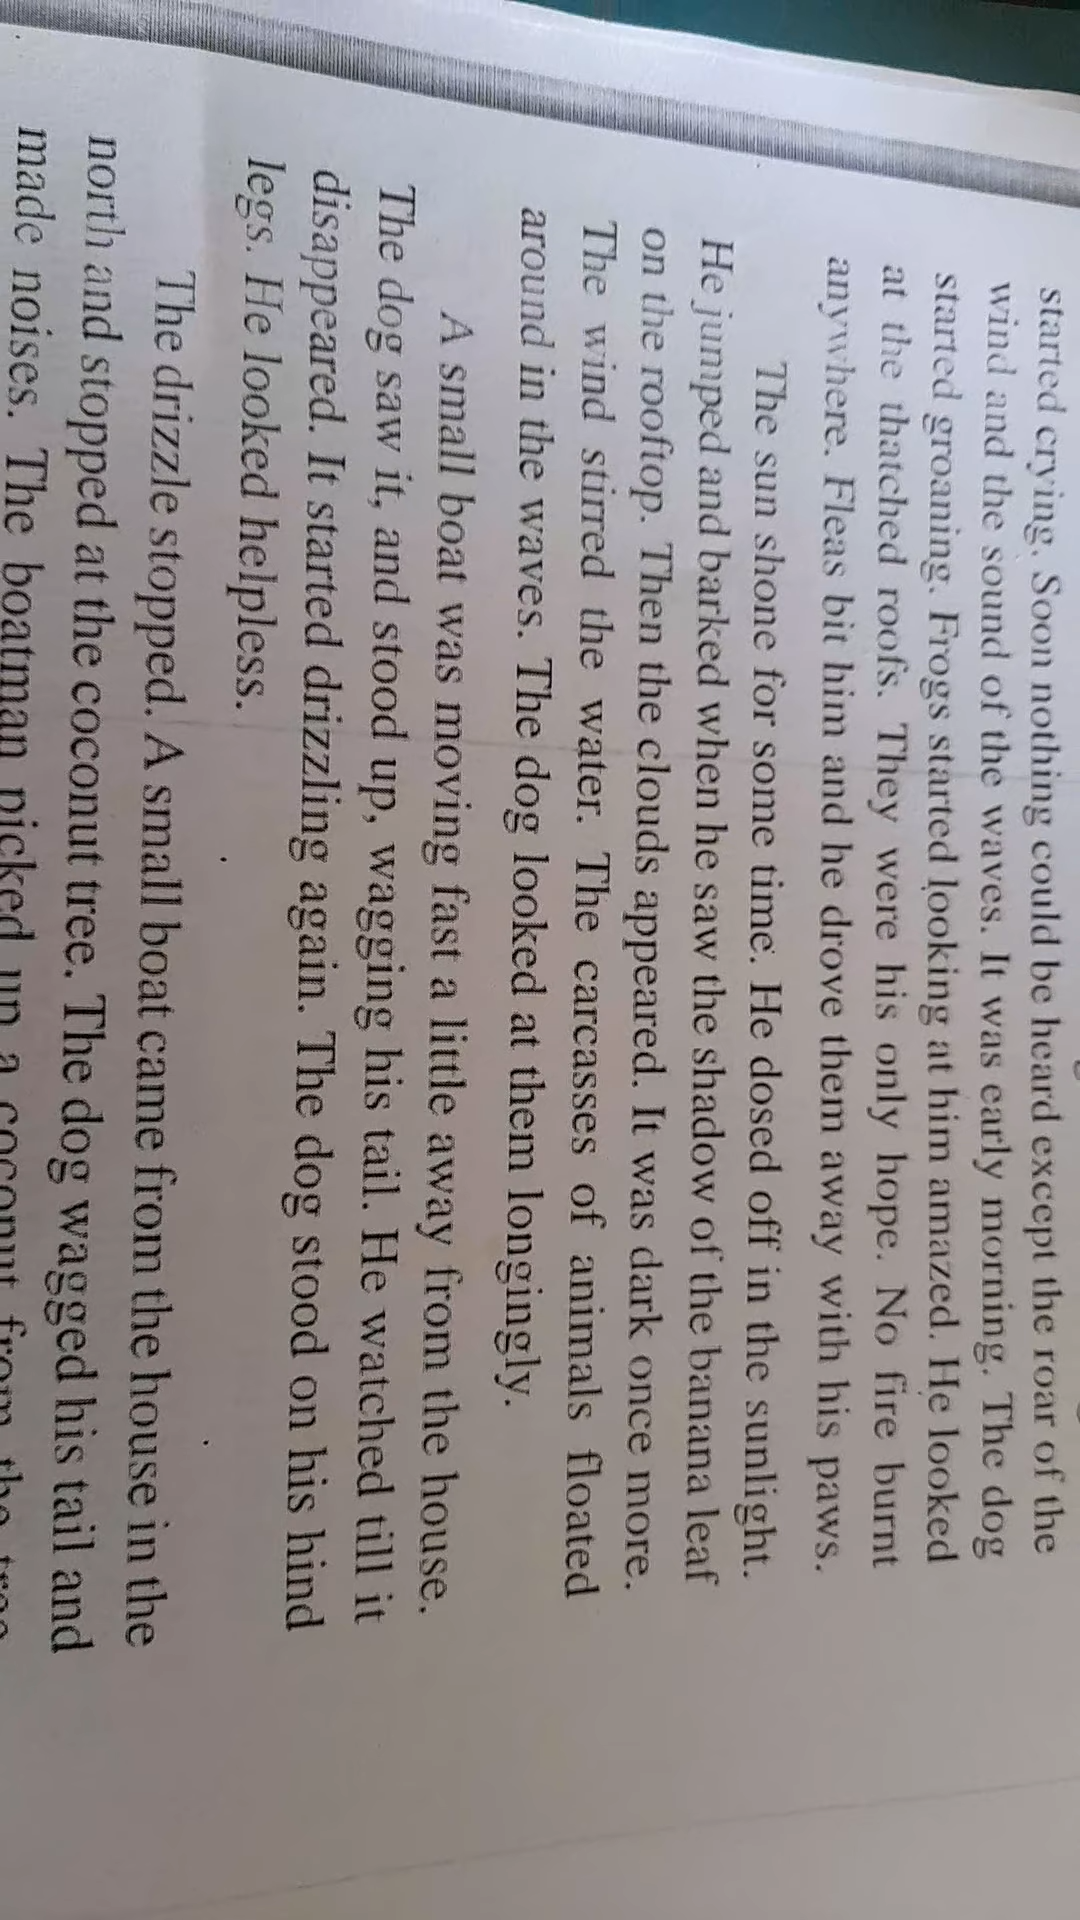 started crying. Soon nothing could be heard except the roar of the
wind and the sound of the waves. It was early morning. The dog
started groaning. Frogs started looking at him amazed. He looked
at the thatched roofs. They were his only hope. No fire burnt
anywhere. Fleas bit him and he drove them away with his paws.
The sun shone for some time. He dosed off in the sunlight.
He jumped and barked when he saw the shadow of the banana leaf
on the rooftop. Then the clouds appeared. It was dark once more.
The wind stirred the water. The carcasses of animals floated
around in the waves. The dog looked at them longingly.
A small boat was moving fast a little away from the house.
The dog saw it, and stood up, wagging his tail. He watched till it
disappeared. It started drizzling again. The dog stood on his hind
legs. He looked helpless.
The drizzle stopped. A small boat came from the house in the
north and stopped at the coconut tree. The dog wagged his tail and
made noises. The boatman picked up a coconut from the tree